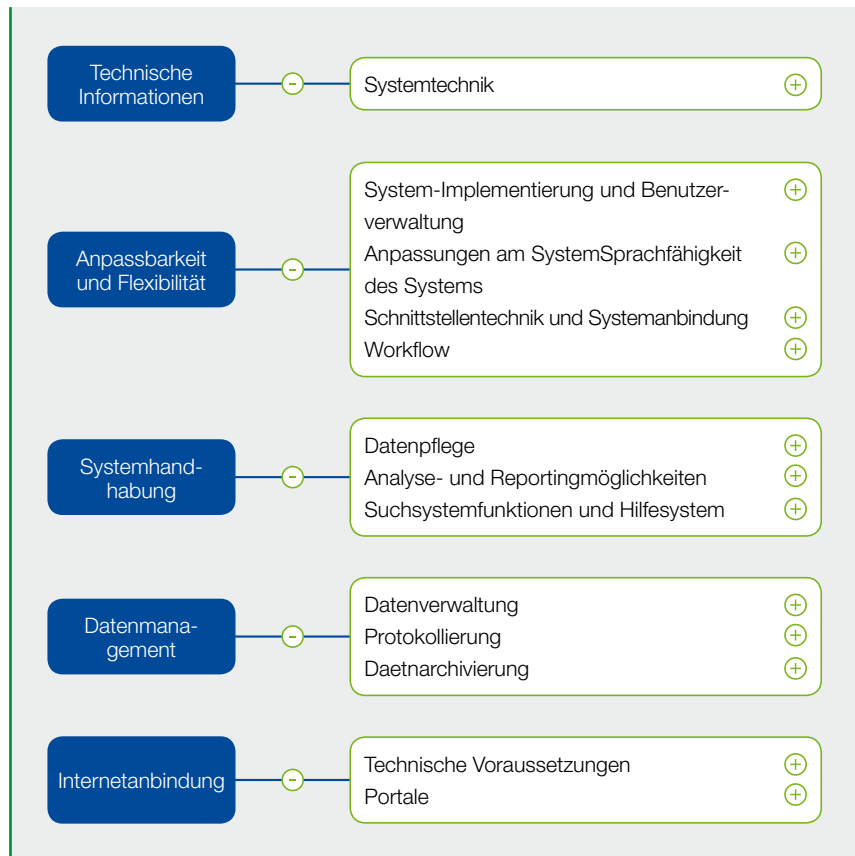 Technische
Informationen
Systemtechnik
Anpassbarkeit
und Flexibilität
System-Implementierung und Benutzer-
verwaltung
Anpassungen am SystemSprachfähigkeit
des Systems
Schnittstellentechnik und Systemanbindung
Workflow
Systemhand-
habung
Datenpflege
Analyse- und Reportingmöglichkeiten
Suchsystemfunktionen und Hilfesystem
Datenmana-
gement
Datenverwaltung
Protokollierung
Daetnarchivierung
Internetanbindung
Technische Voraussetzungen
Portale